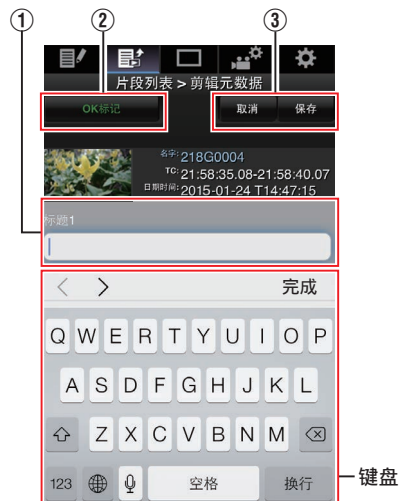 ① ② ③
片段列表 > 剪辑元数据
OK标记 取消 保存
名字: 218G0004
TC: 21:58:35.08-21:58:40.07
日期时间: 2015-01-24 T14:47:15
标题1
完成
Q W E R T Y U I O P
A S D F G H J K L
Z X C V B N M
123 空格 换行
键盘